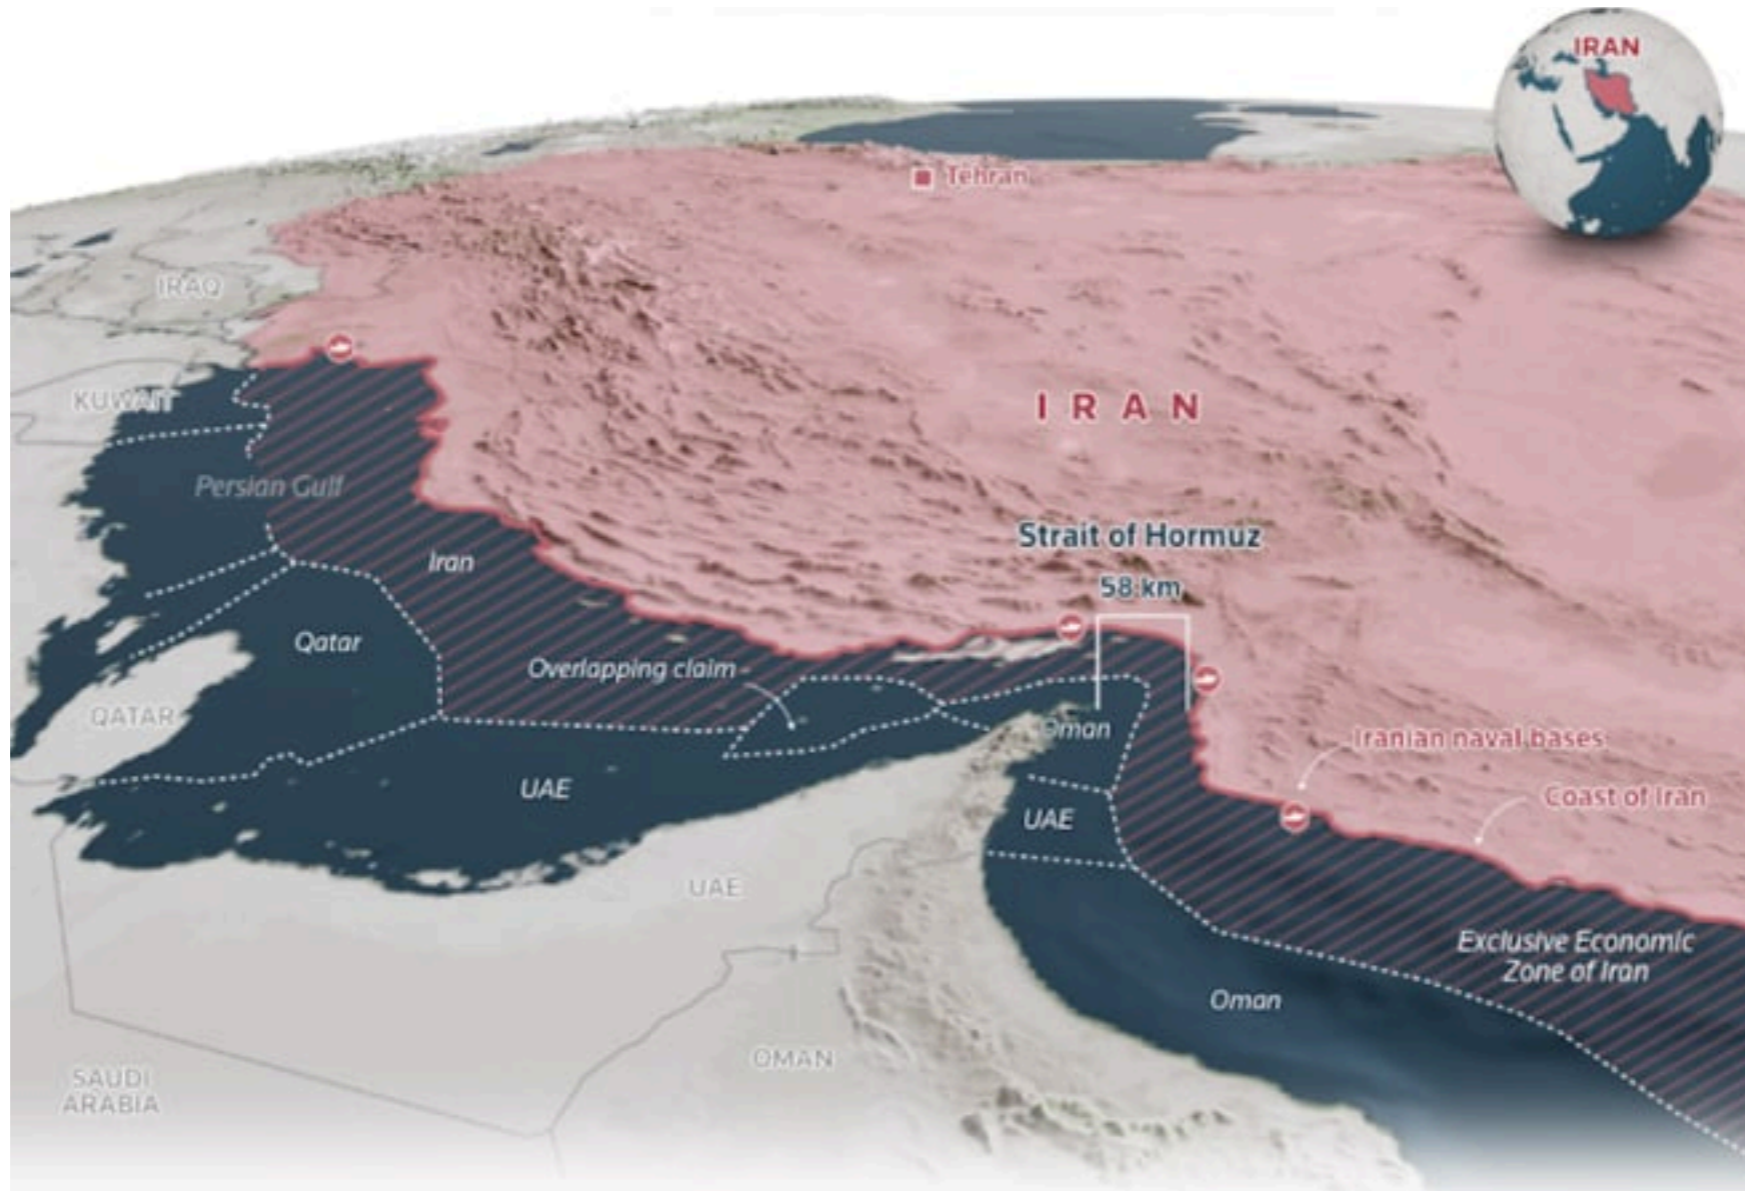 IRAN
Tehran
IRAQ
KUWAIT
IRAN
Persian Gulf
Strait of Hormuz
58 km
Iran
Qatar
Overlapping claim
QATAR
Oman
Iranian naval bases
UAE
Coast of Iran
UAE
UAE
Exclusive Economic
Zone of Iran
Oman
OMAN
SAUDI
ARABIA